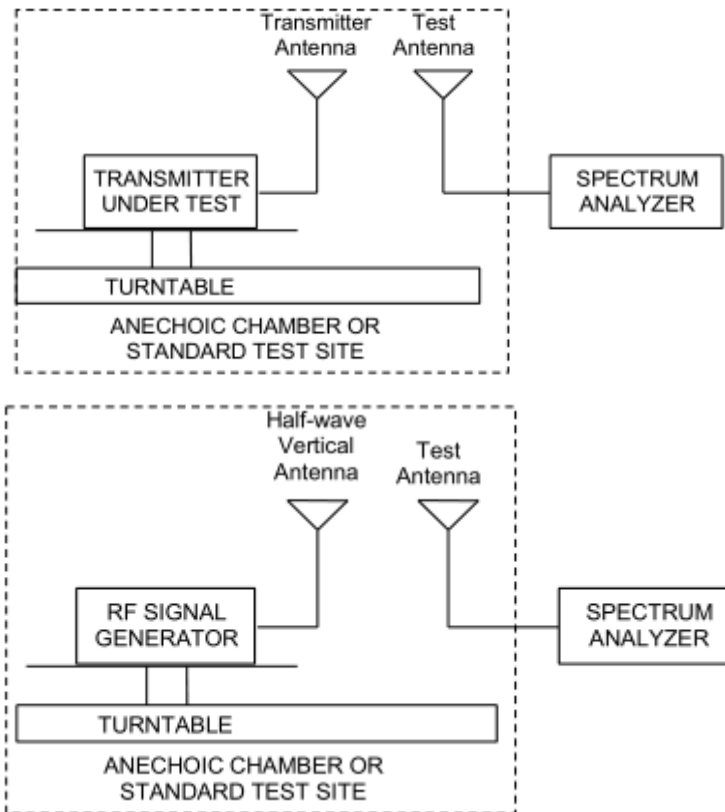 Transmitter
Antenna
Test
Antenna
TRANSMITTER
UNDER TEST
SPECTRUM
ANALYZER
TURNTABLE
ANECHOIC CHAMBER OR
STANDARD TEST SITE
Half-wave
Vertical
Antenna
Test
Antenna
RF SIGNAL
GENERATOR
SPECTRUM
ANALYZER
TURNTABLE
ANECHOIC CHAMBER OR
STANDARD TEST SITE